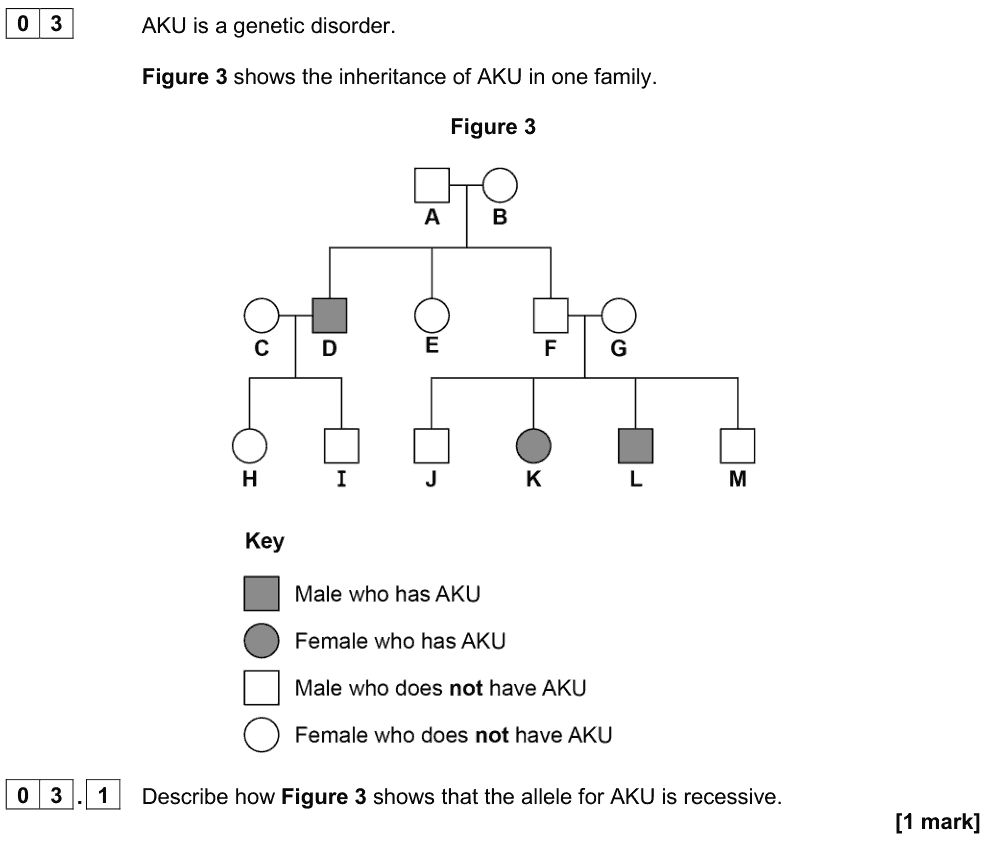 0 3 AKU is a genetic disorder.
Figure 3 shows the inheritance of AKU in one family.
Figure 3
A B
C D E F G
H I J K L M
Key
Male who has AKU
Female who has AKU
Male who does not have AKU
Female who does not have AKU
0 3 . 1 Describe how Figure 3 shows that the allele for AKU is recessive.
[1 mark]